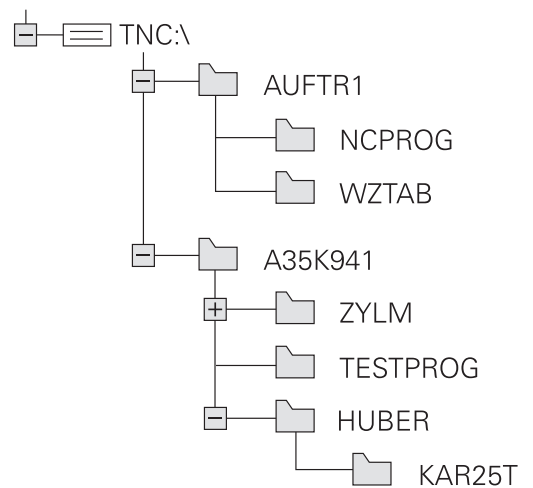 TNC:\
AUFTR1
NCPROG
WZTAB
A35K941
ZYLM
TESTPROG
HUBER
KAR25T